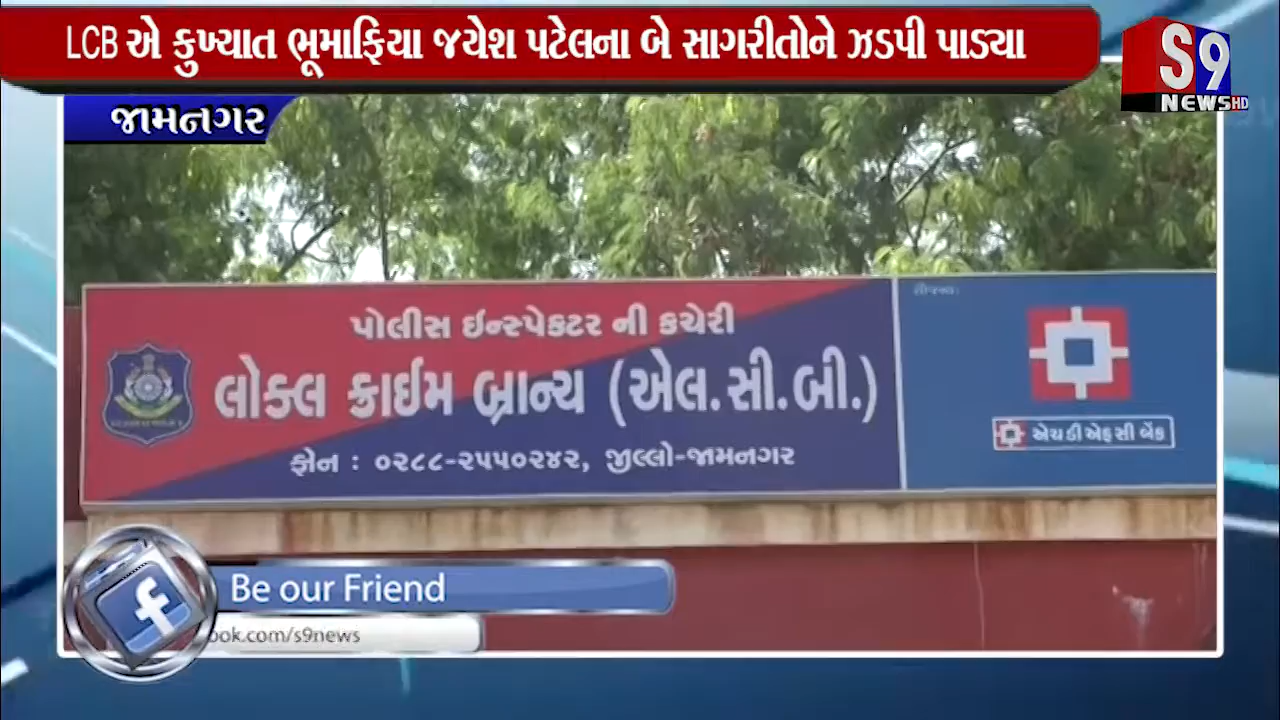 LCB એ કુખ્યાત ભૂમાફિયા જયેશ પટેલના બે સાગરીતોને ઝડપી પાડ્યા
S9
NEWS HD
જામનગર
પોલીસ ઇન્સ્પેક્ટર ની કચેરી
લોકલ ક્રાઈમ બ્રાન્ચ (એલ.સી.બી.)
ફોન : ૦૨૮૮-૨૫૫૦૨૪૨, જીલ્લો-જામનગર
એચ ડી એફ સી બેંક
Be our Friend
ook.com/s9news